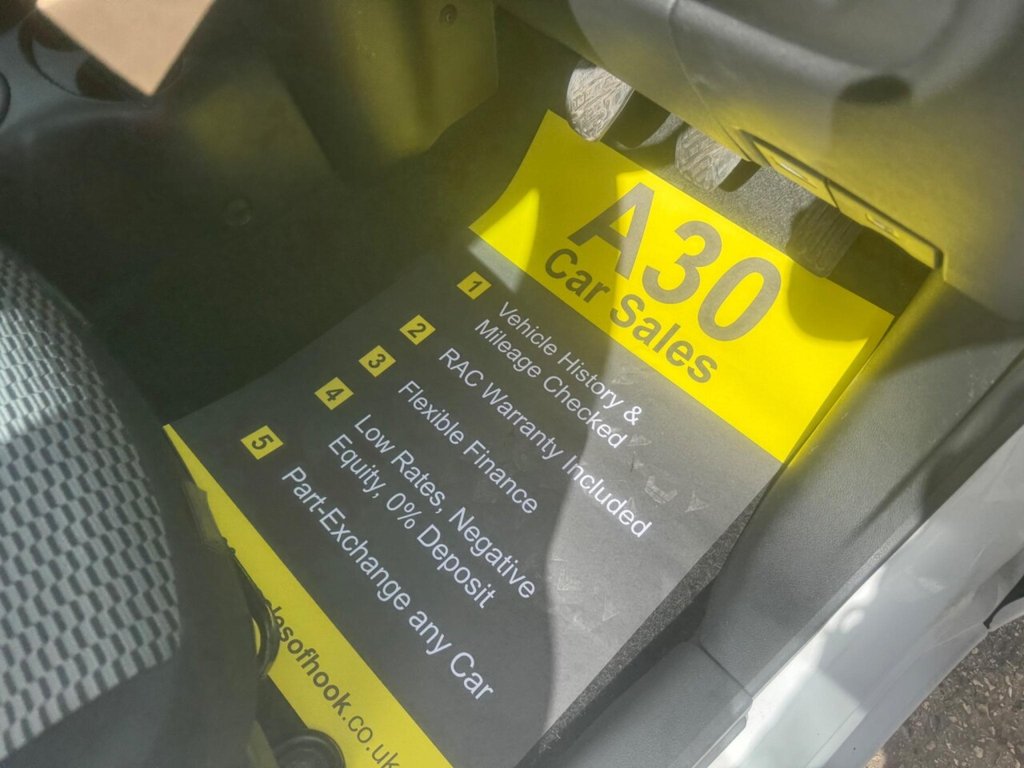 A30
Car Sales
1 Vehicle History &
Mileage Checked
2 RAC Warranty Included
3 Flexible Finance
4 Low Rates, Negative
Equity, 0% Deposit
5 Part-Exchange any Car
lesofhook.co.uk